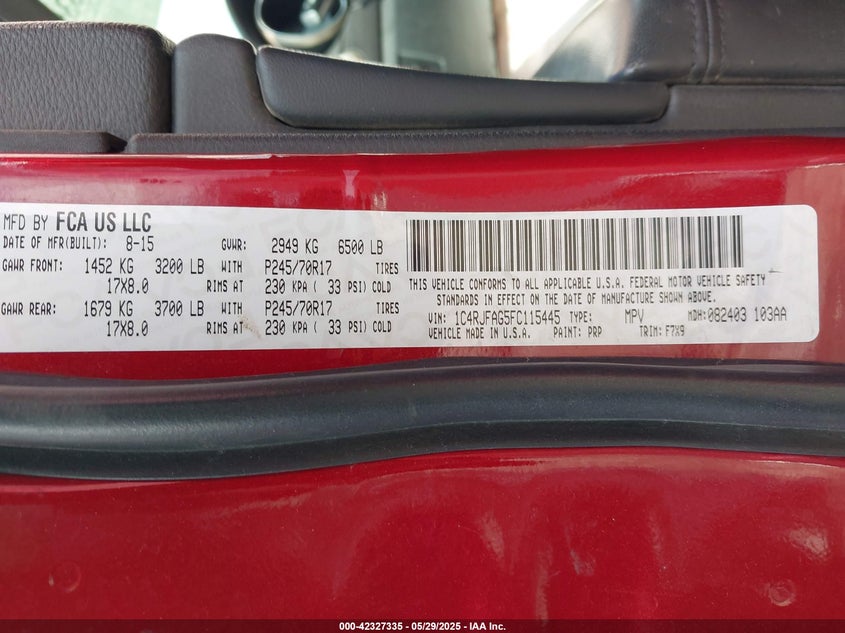 MFD BY FCA US LLC
DATE OF MFR(BUILT): 8-15 GVWR: 2949 KG 6500 LB
GAWR FRONT: 1452 KG 3200 LB WITH P245/70R17 TIRES
17X8.0 RIMS AT 230 KPA ( 33 PSI) COLD
GAWR REAR: 1679 KG 3700 LB WITH P245/70R17 TIRES
17X8.0 RIMS AT 230 KPA ( 33 PSI) COLD
THIS VEHICLE CONFORMS TO ALL APPLICABLE U.S.A. FEDERAL MOTOR VEHICLE SAFETY
STANDARDS IN EFFECT ON THE DATE OF MANUFACTURE SHOWN ABOVE.
VIN: 1C4RJFAG5FC115445 TYPE: MPV MDH: 082403 103AA
VEHICLE MADE IN U.S.A. PAINT: PRP TRIM: F7X9
000-42327335 - 05/29/2025 - IAA Inc.